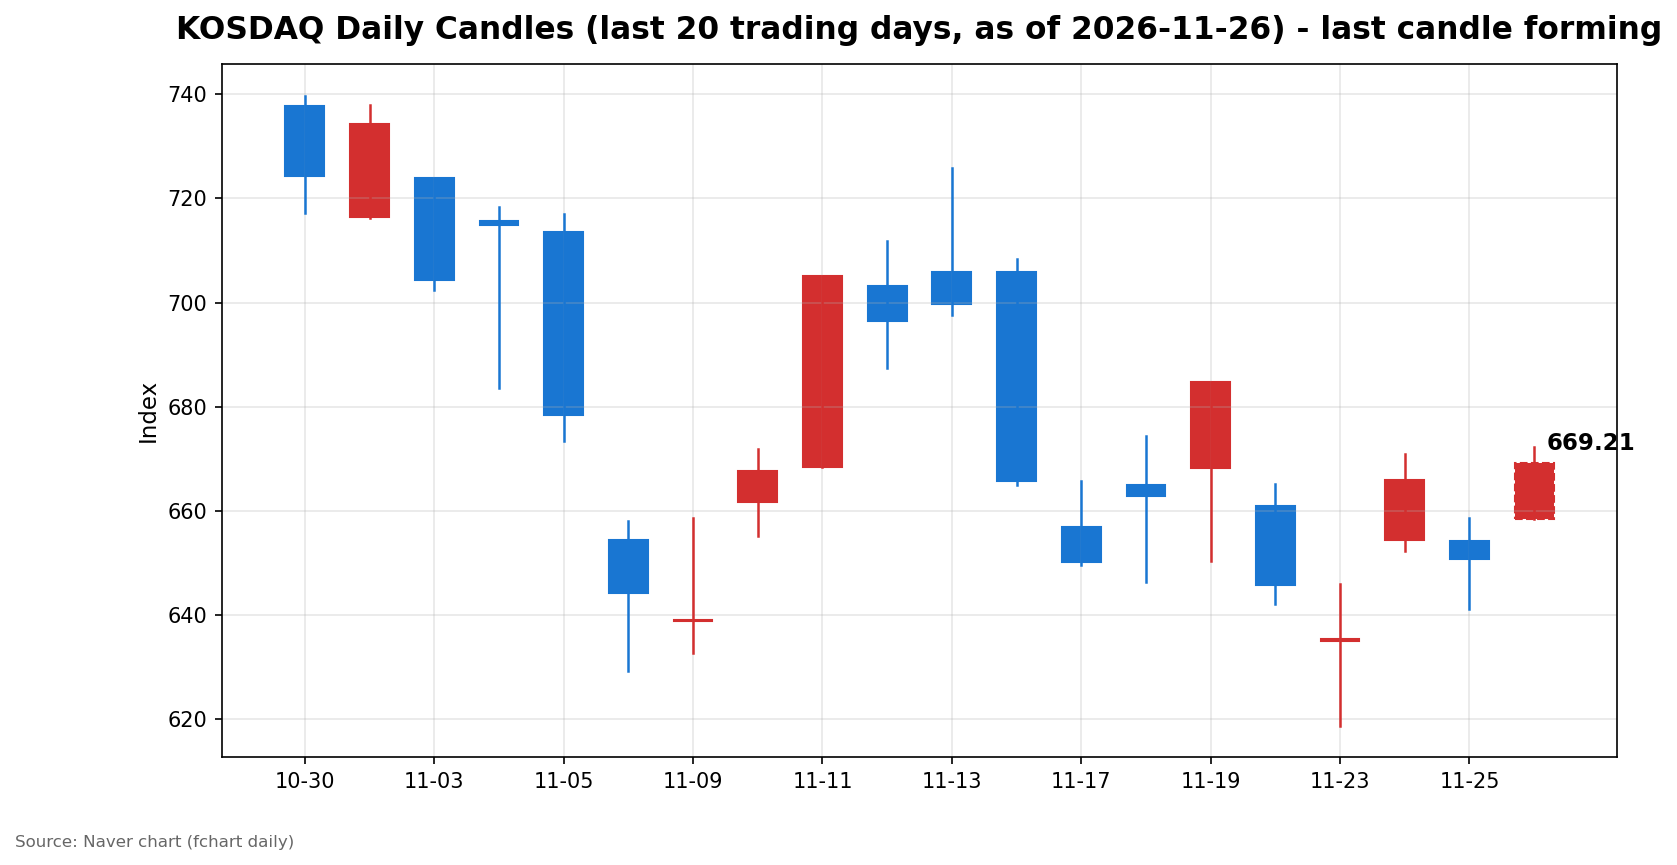 KOSDAQ Daily Candles (last 20 trading days, as of 2026-11-26) - last candle forming
740
720
700
680
660
640
620
Index
669.21
10-30 11-03 11-05 11-09 11-11 11-13 11-17 11-19 11-23 11-25
Source: Naver chart (fchart daily)